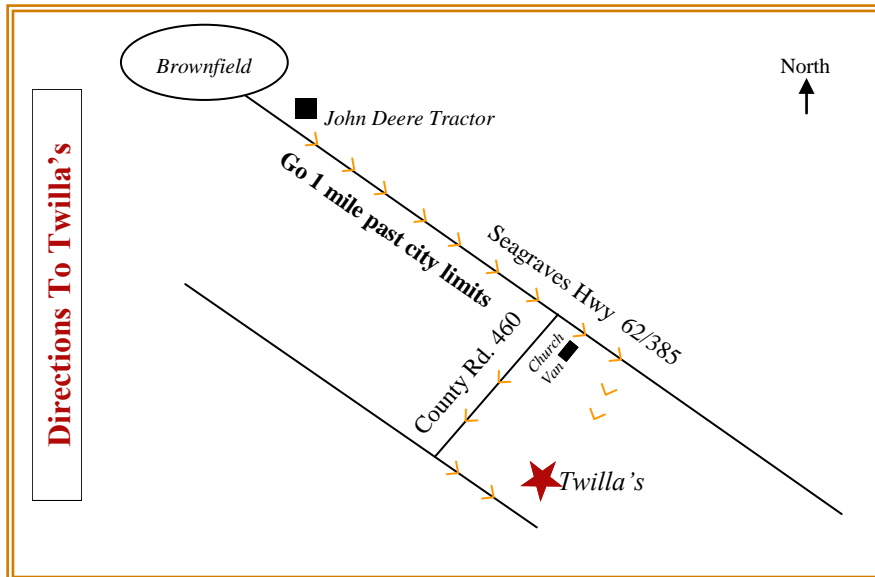 Brownfield
North
John Deere Tractor
Directions To Twilla's
Go 1 mile past city limits
Seagraves Hwy 62/385
County Rd. 460
Church
Van
Twilla's